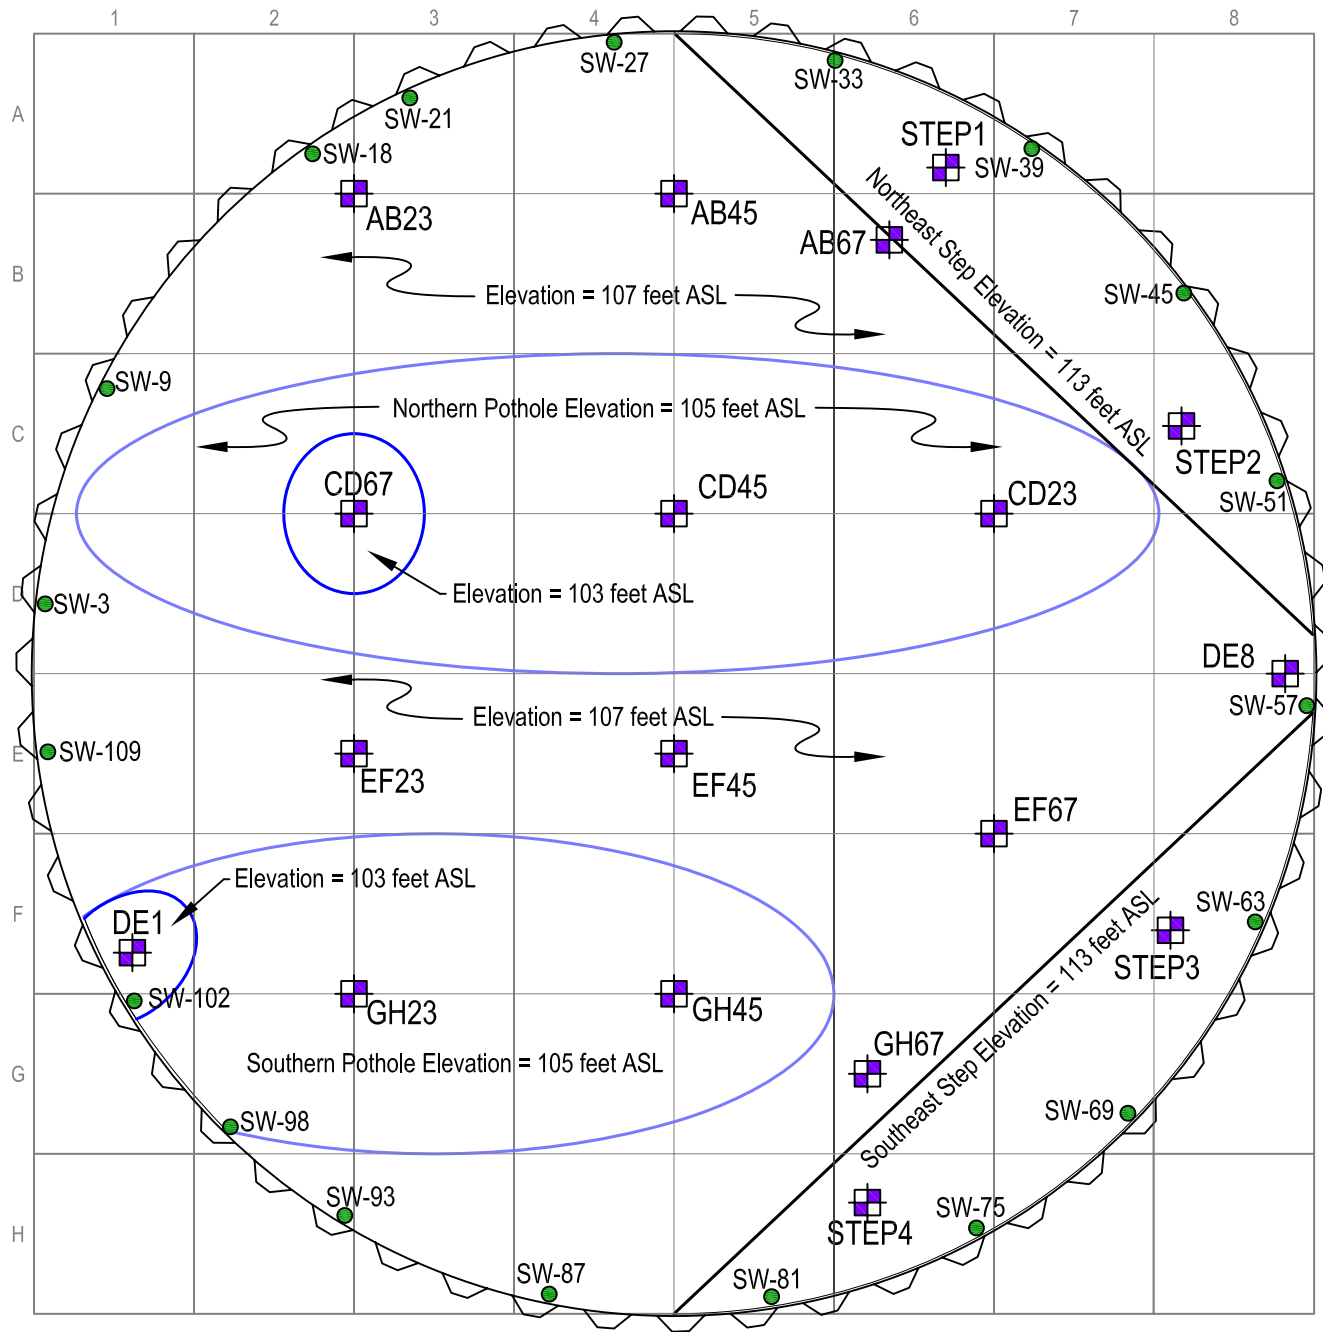 1 2 3 4 5 6 7 8
SW-27
SW-33
A
SW-21
STEP1
SW-18
SW-39
AB23
AB45
Northeast Step Elevation = 113 feet ASL
AB67
B
Elevation = 107 feet ASL
SW-45
SW-9
Northern Pothole Elevation = 105 feet ASL
C
STEP2
CD67
CD45
CD23
SW-51
Elevation = 103 feet ASL
D
SW-3
DE8
Elevation = 107 feet ASL
SW-57
SW-109
E
EF23
EF45
EF67
Elevation = 103 feet ASL
F
DE1
SW-63
STEP3
SW-102
GH23
GH45
GH67
Southern Pothole Elevation = 105 feet ASL
Southeast Step Elevation = 113 feet ASL
G
SW-98
SW-69
SW-93
SW-75
H
STEP4
SW-87
SW-81